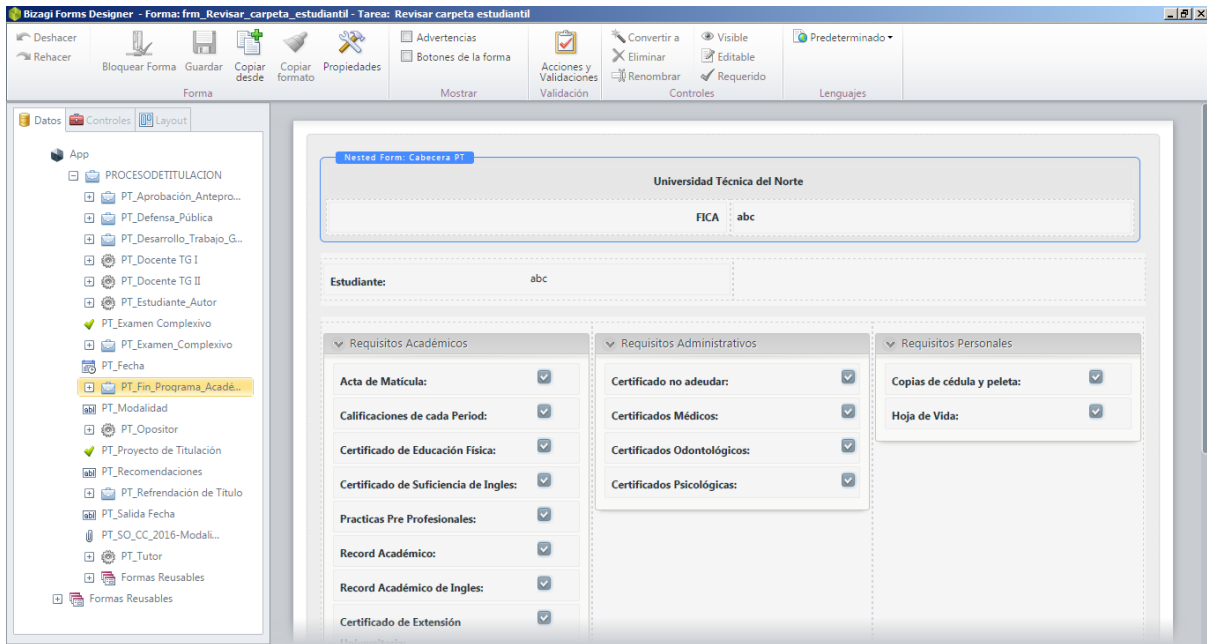 Bizagi Forms Designer - Forma: frm_Revisar_carpeta_estudiantil - Tarea: Revisar carpeta estudiantil
Deshacer
Rehacer
Bloquear Forma
Guardar
Copiar desde
Forma
Copiar formato
Propiedades
Advertencias
Botones de la forma
Mostrar
Acciones y Validaciones
Validación
Convertir a
Eliminar
Renombrar
Visible
Editable
Requerido
Controles
Predeterminado
Lenguajes
Datos
Controles
Layout
App
PROCESODETITULACION
PT_Aprobación_Antepro...
PT_Defensa_Pública
PT_Desarrollo_Trabajo_G...
PT_Docente TG I
PT_Docente TG II
PT_Estudiante_Autor
PT_Examen Complexivo
PT_Examen_Complexivo
PT_Fecha
PT_Fin_Programa_Acadé...
PT_Modalidad
PT_Opositor
PT_Proyecto de Titulación
PT_Recomendaciones
PT_Refrendación de Título
PT_Salida Fecha
PT_SO_CC_2016-Modali...
PT_Tutor
Formas Reusables
Formas Reusables
Nested Form: Cabecera PT
Universidad Técnica del Norte
FICA abc
Estudiante: abc
Requisitos Académicos
Acta de Matícula:
Calificaciones de cada Period:
Certificado de Educación Física:
Certificado de Suficiencia de Ingles:
Practicas Pre Profesionales:
Record Académico:
Record Académico de Ingles:
Certificado de Extensión
Requisitos Administrativos
Certificado no adeudar:
Certificados Médicos:
Certificados Odontológicos:
Certificados Psicológicas:
Requisitos Personales
Copias de cédula y peleta:
Hoja de Vida: